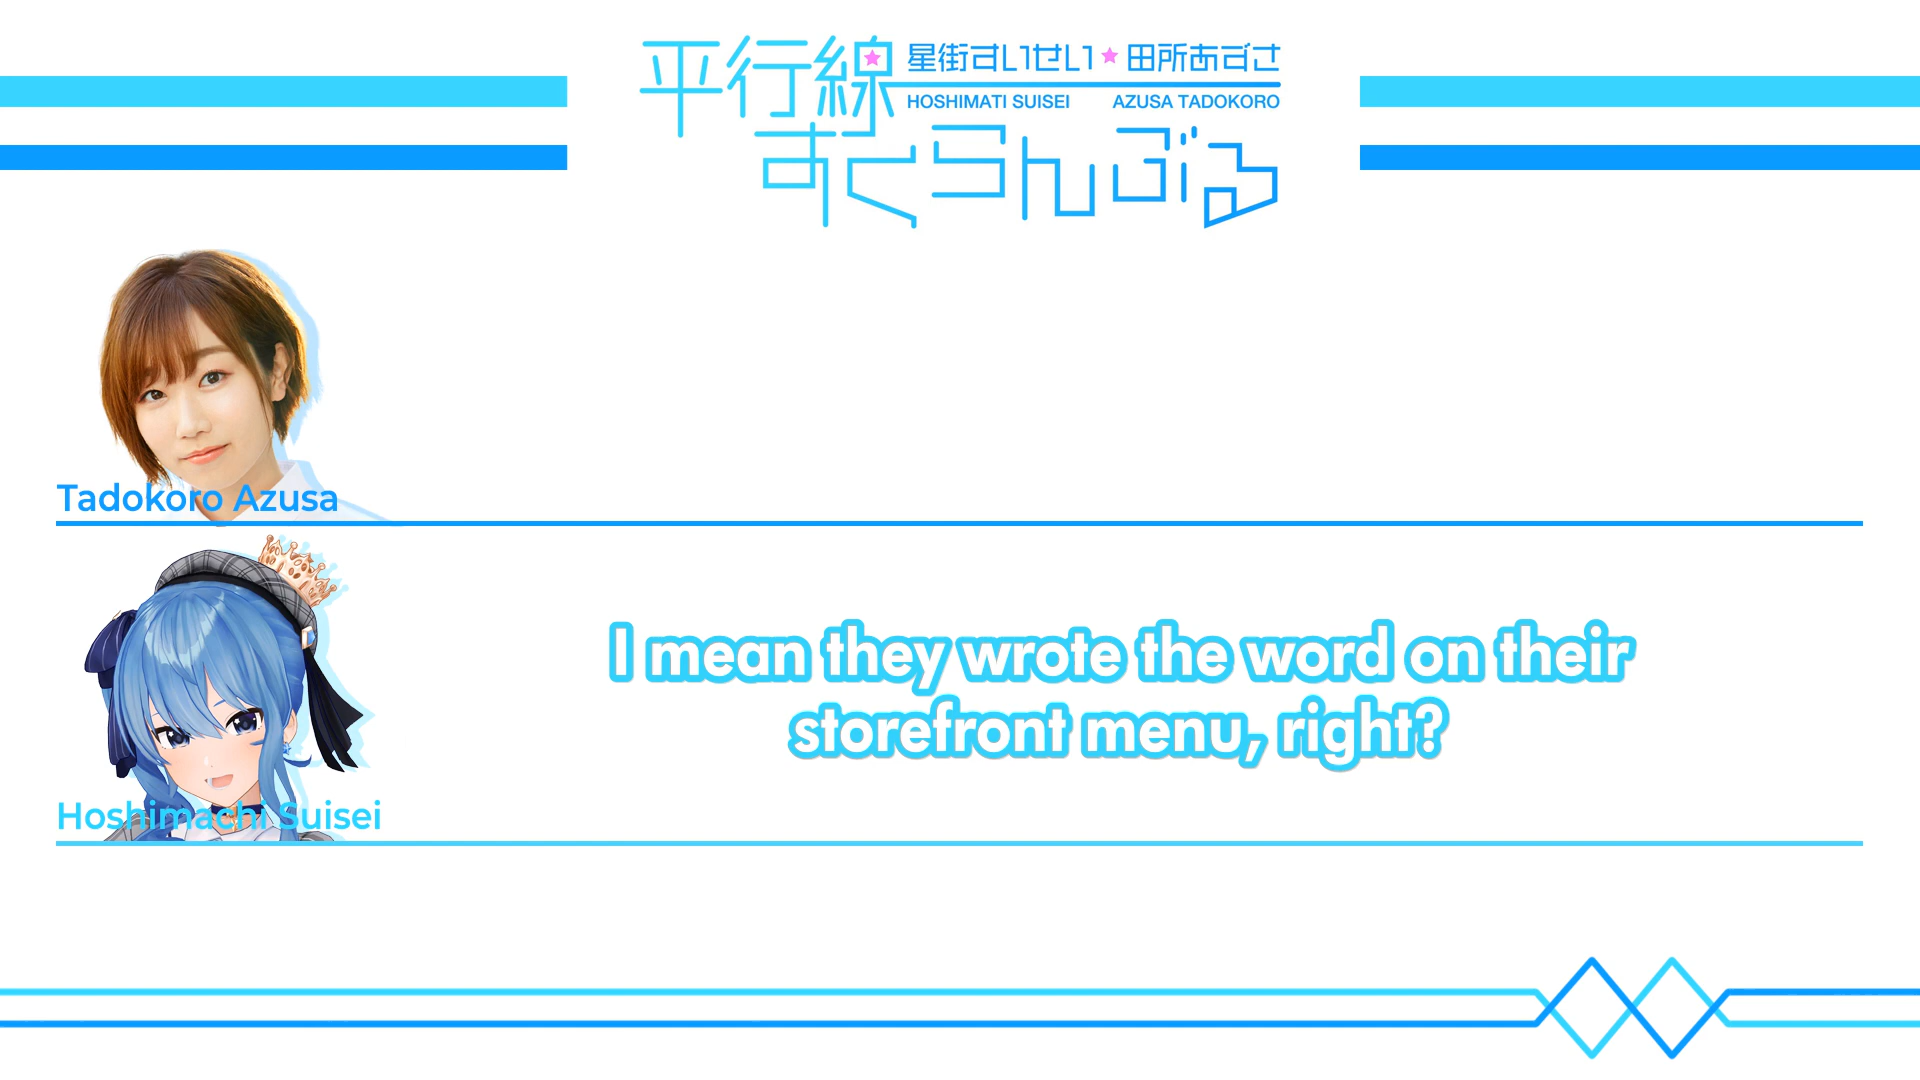 平行線
星街すいせい★田所あずさ
HOSHIMATI SUISEI AZUSA TADOKORO
すくらんぶる
Tadokoro Azusa
I mean they wrote the word on their
storefront menu, right?
Hoshimachi Suisei